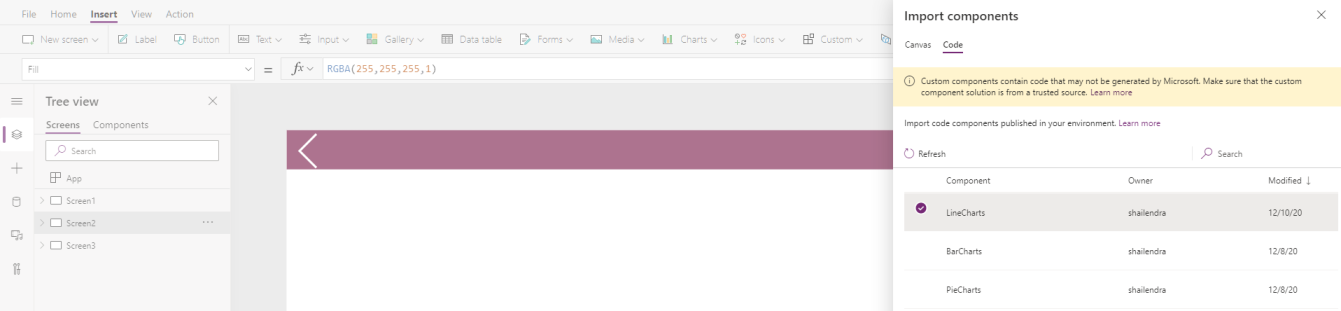 File Home Insert View Action
Import components
New screen Label Button Text Input Gallery Data table Forms Media Charts Icons Custom
Canvas Code
Fill = fx RGBA(255,255,255,1)
Custom components contain code that may not be generated by Microsoft. Make sure that the custom
component solution is from a trusted source. Learn more
Tree view
Screens Components
Search
App
Screen1
Screen2 ...
Screen3
Import code components published in your environment. Learn more
Refresh Search
Component Owner Modified ↓
LineCharts shailendra 12/10/20
BarCharts shailendra 12/8/20
PieCharts shailendra 12/8/20